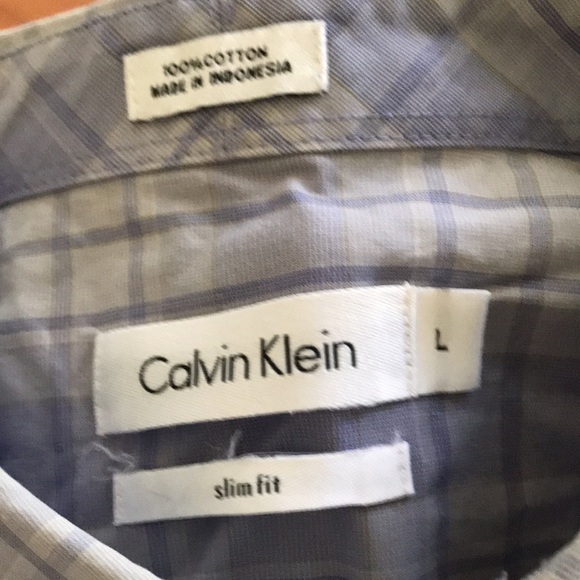 100% COTTON
MADE IN INDONESIA
Calvin Klein
L
slim fit